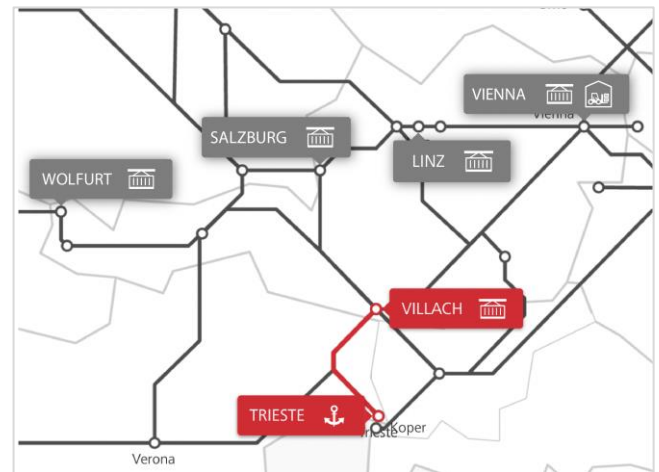 VIENNA
Vienna
SALZBURG
LINZ
WOLFURT
VILLACH
TRIESTE
Koper
Trieste
Verona